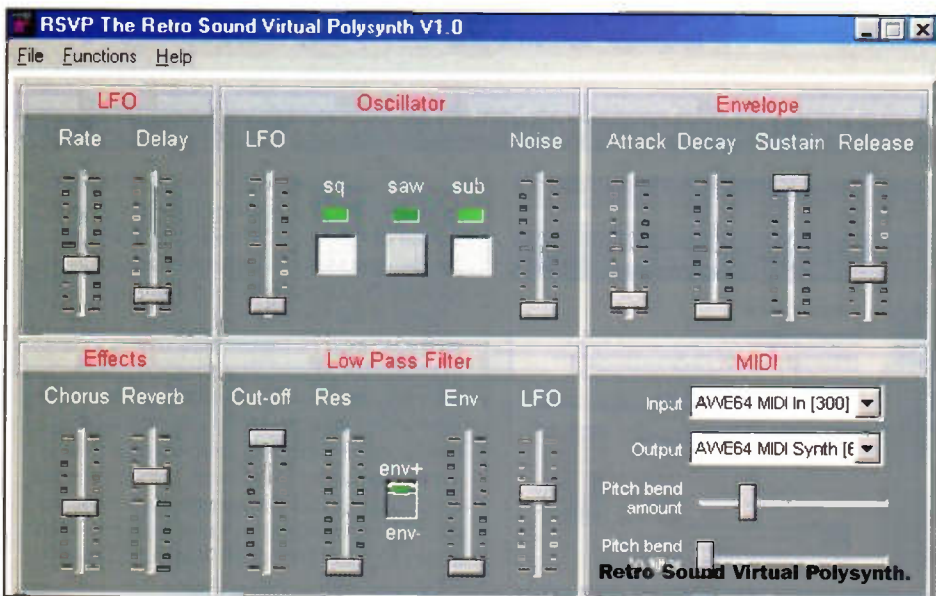 RSVP The Retro Sound Virtual Polysynth V1.0
File Functions Help
LFO
Rate Delay
Oscillator
LFO Noise
sq saw sub
Envelope
Attack Decay Sustain Release
Effects
Chorus Reverb
Low Pass Filter
Cut-off Res Env LFO
env+
env-
MIDI
Input AWE64 MIDI In [300]
Output AWE64 MIDI Synth [6
Pitch bend
amount
Pitch bend
Retro Sound Virtual Polysynth.